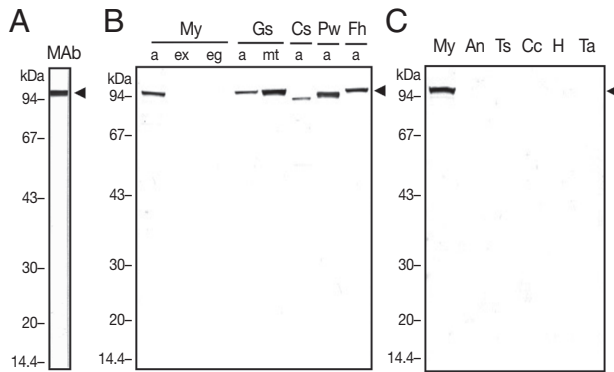 A
MAb
kDa
94–
67–
43–
30–
20–
14.4–
B
My Gs Cs Pw Fh
a ex eg a mt a a a
kDa
94–
67–
43–
30–
20–
14.4–
C
My An Ts Cc H Ta
kDa
94–
67–
43–
30–
20–
14.4–